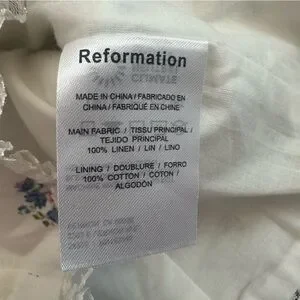 Reformation
MADE IN CHINA / FABRICADO EN
CHINA / FABRIQUÉ EN CHINE
MAIN FABRIC / TISSU PRINCIPAL /
TEJIDO PRINCIPAL
100% LINEN / LIN / LINO
LINING / DOUBLURE / FORRO
100% COTTON / COTON /
ALGODÓN